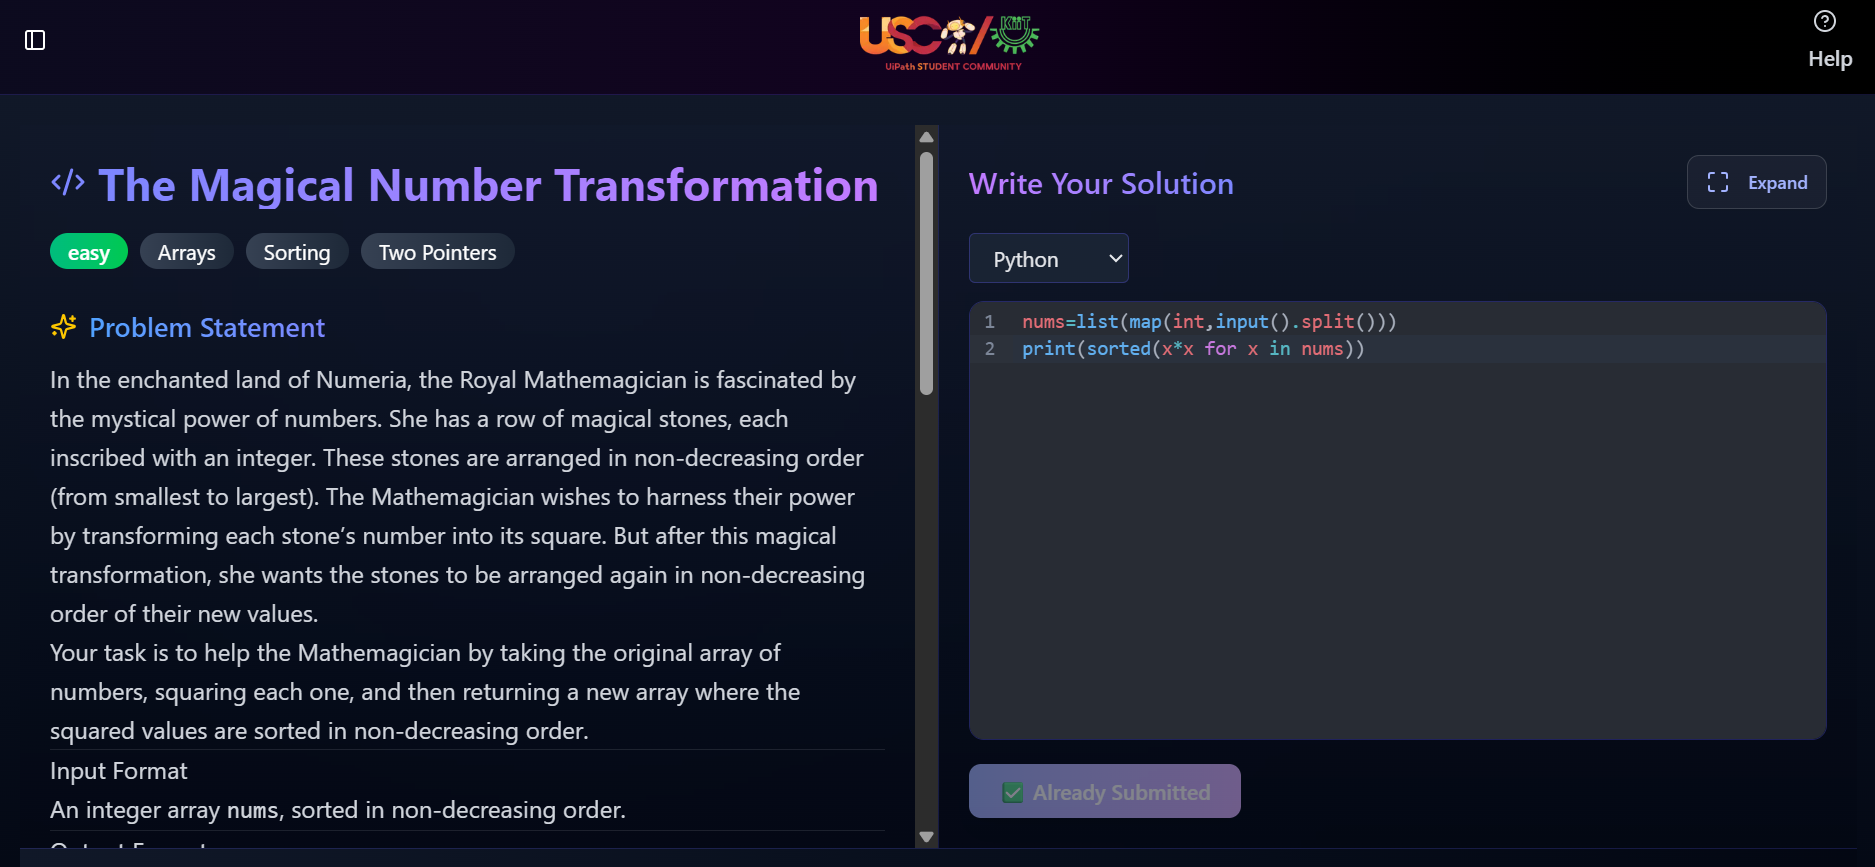 USC/KiiT
UiPath STUDENT COMMUNITY
Help
</> The Magical Number Transformation
easy
Arrays
Sorting
Two Pointers
Problem Statement
In the enchanted land of Numeria, the Royal Mathemagician is fascinated by
the mystical power of numbers. She has a row of magical stones, each
inscribed with an integer. These stones are arranged in non-decreasing order
(from smallest to largest). The Mathemagician wishes to harness their power
by transforming each stone’s number into its square. But after this magical
transformation, she wants the stones to be arranged again in non-decreasing
order of their new values.
Your task is to help the Mathemagician by taking the original array of
numbers, squaring each one, and then returning a new array where the
squared values are sorted in non-decreasing order.
Input Format
An integer array nums, sorted in non-decreasing order.
Write Your Solution
Expand
Python
1 nums=list(map(int,input().split()))
2 print(sorted(x*x for x in nums))
Already Submitted